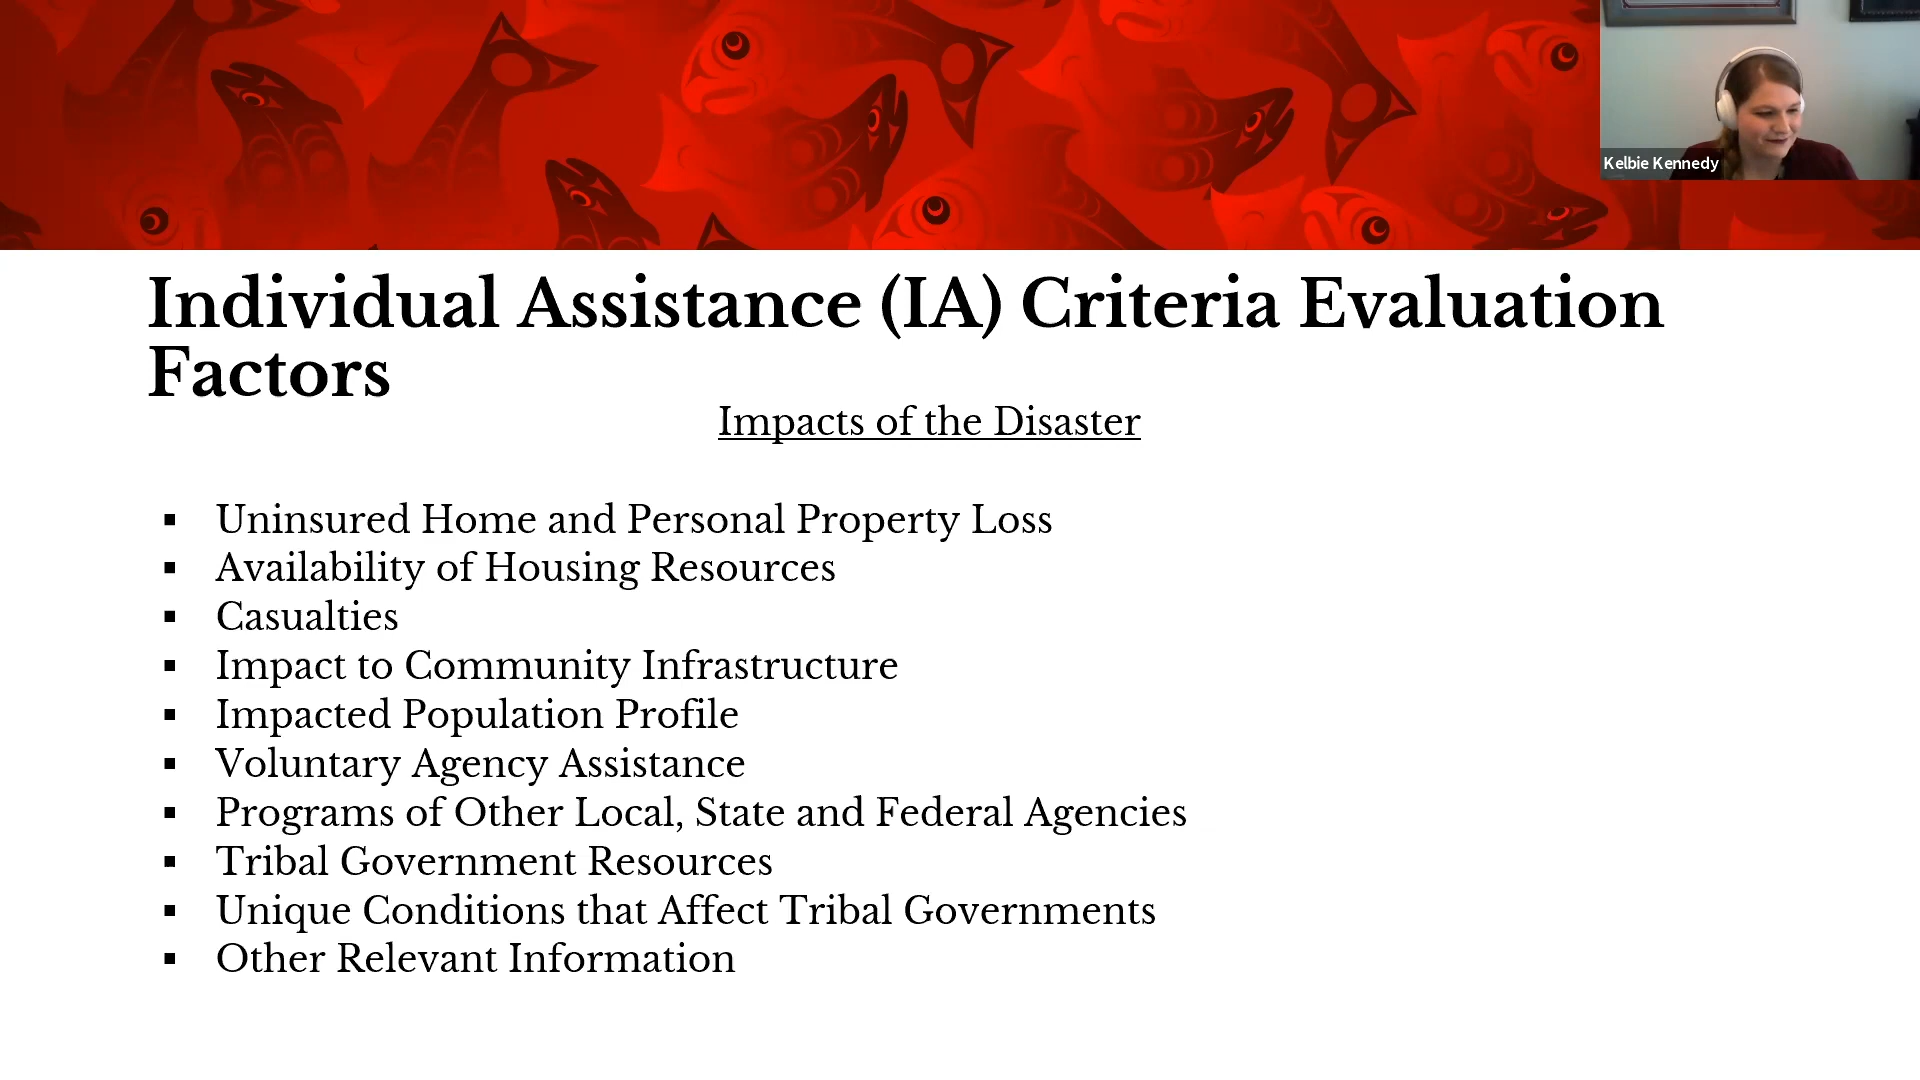 Kelbie Kennedy
Individual Assistance (IA) Criteria Evaluation
Factors
Impacts of the Disaster
▪ Uninsured Home and Personal Property Loss
▪ Availability of Housing Resources
▪ Casualties
▪ Impact to Community Infrastructure
▪ Impacted Population Profile
▪ Voluntary Agency Assistance
▪ Programs of Other Local, State and Federal Agencies
▪ Tribal Government Resources
▪ Unique Conditions that Affect Tribal Governments
▪ Other Relevant Information